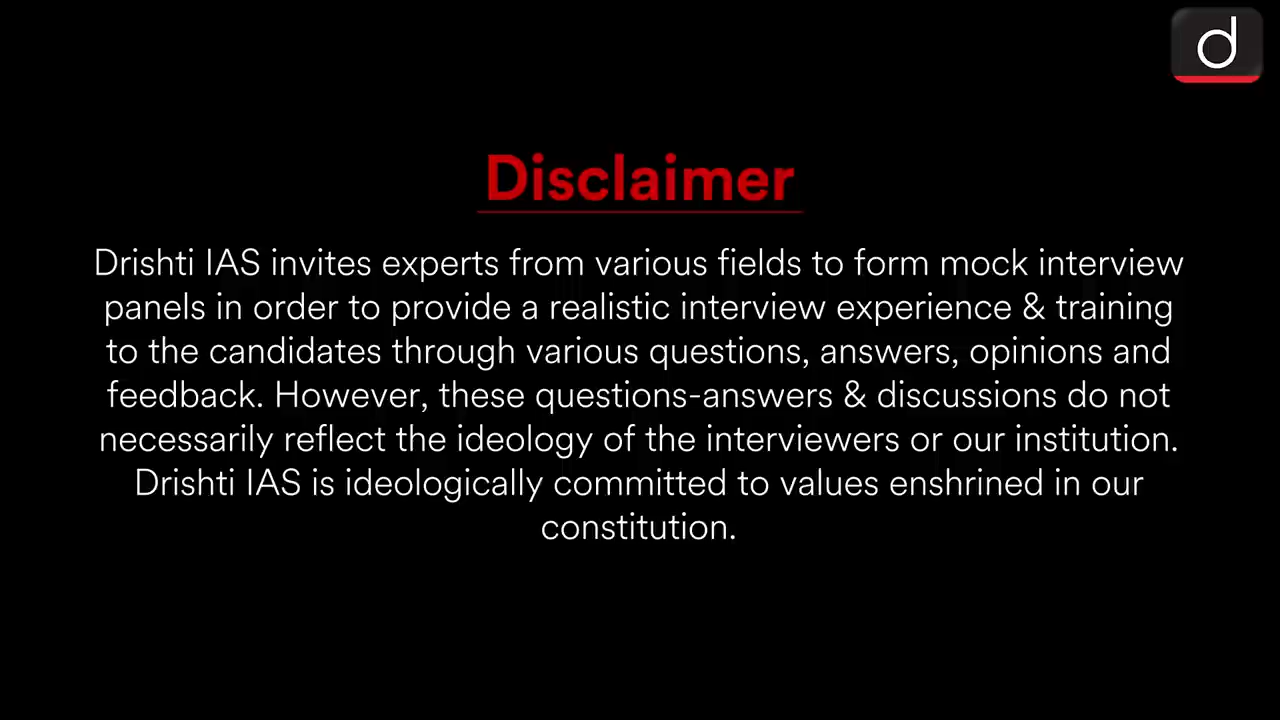 d
Disclaimer
Drishti IAS invites experts from various fields to form mock interview
panels in order to provide a realistic interview experience & training
to the candidates through various questions, answers, opinions and
feedback. However, these questions-answers & discussions do not
necessarily reflect the ideology of the interviewers or our institution.
Drishti IAS is ideologically committed to values enshrined in our
constitution.